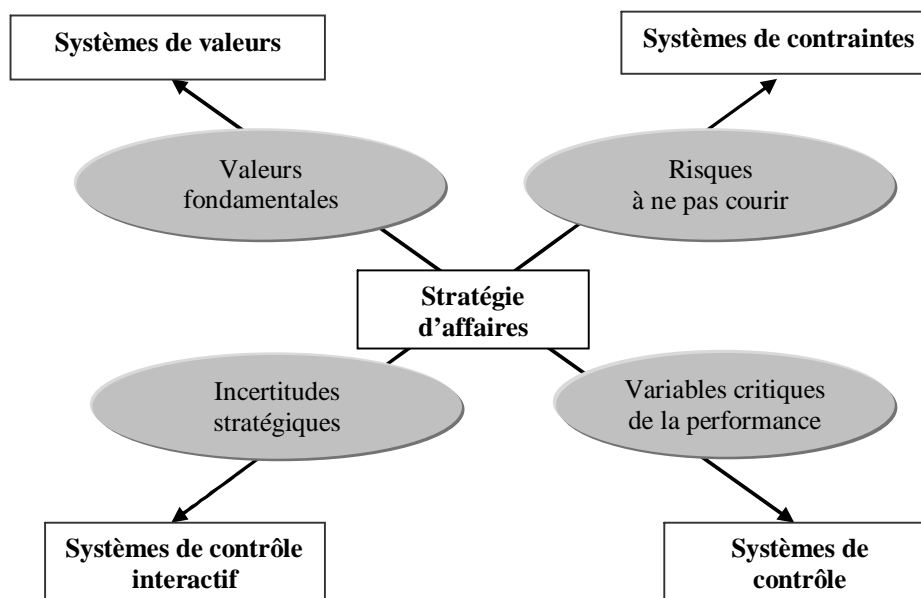 Systèmes de valeurs
Systèmes de contraintes
Valeurs
fondamentales
Risques
à ne pas courir
Stratégie
d'affaires
Incertitudes
stratégiques
Variables critiques
de la performance
Systèmes de contrôle
interactif
Systèmes de
contrôle